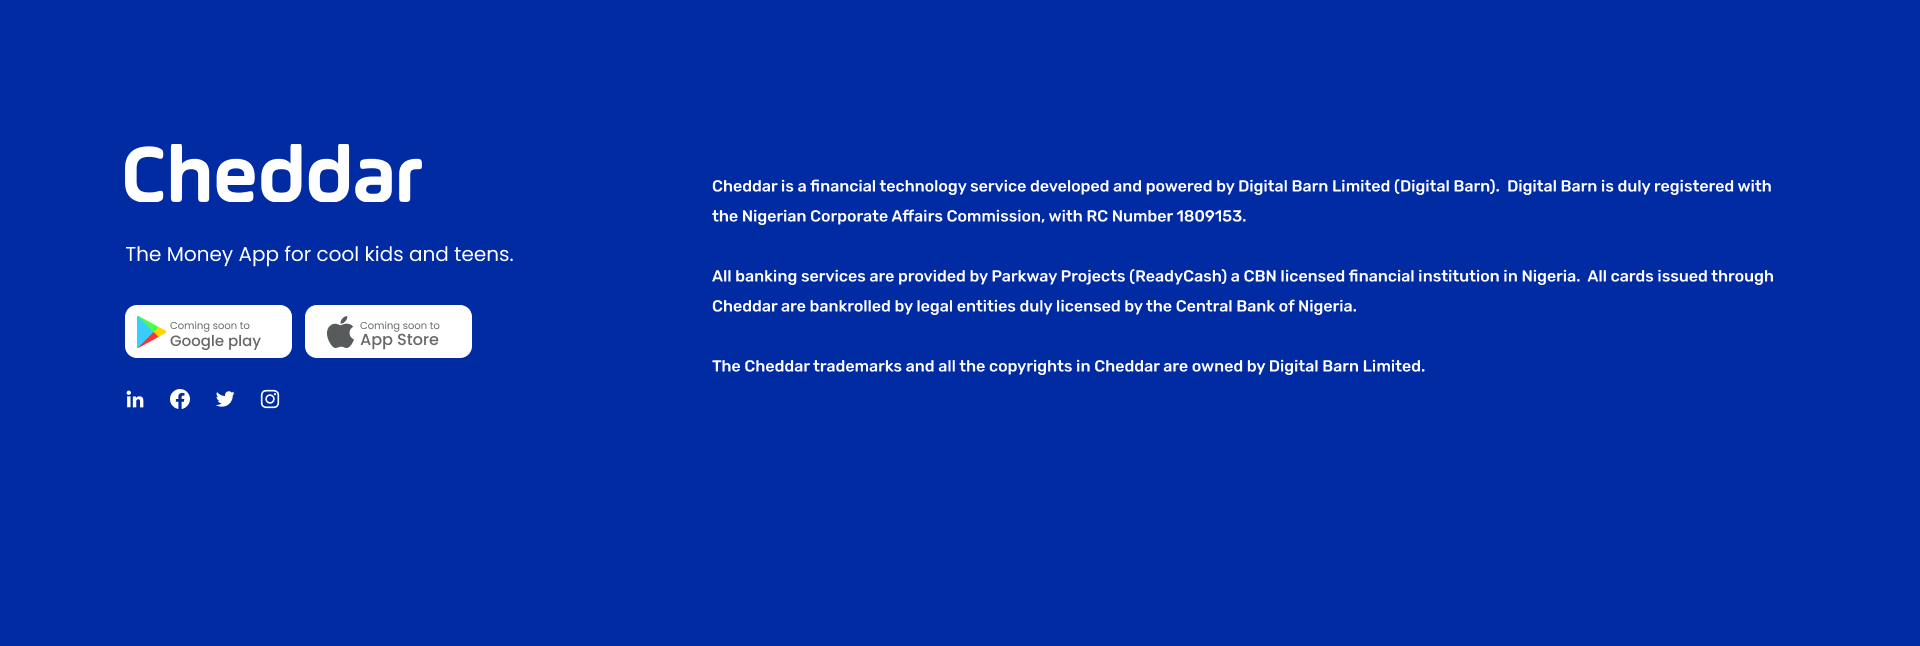 Cheddar
The Money App for cool kids and teens.
Coming soon to
Google play
Coming soon to
App Store
Cheddar is a financial technology service developed and powered by Digital Barn Limited (Digital Barn).  Digital Barn is duly registered with
the Nigerian Corporate Affairs Commission, with RC Number 1809153.
All banking services are provided by Parkway Projects (ReadyCash) a CBN licensed financial institution in Nigeria.  All cards issued through
Cheddar are bankrolled by legal entities duly licensed by the Central Bank of Nigeria.
The Cheddar trademarks and all the copyrights in Cheddar are owned by Digital Barn Limited.